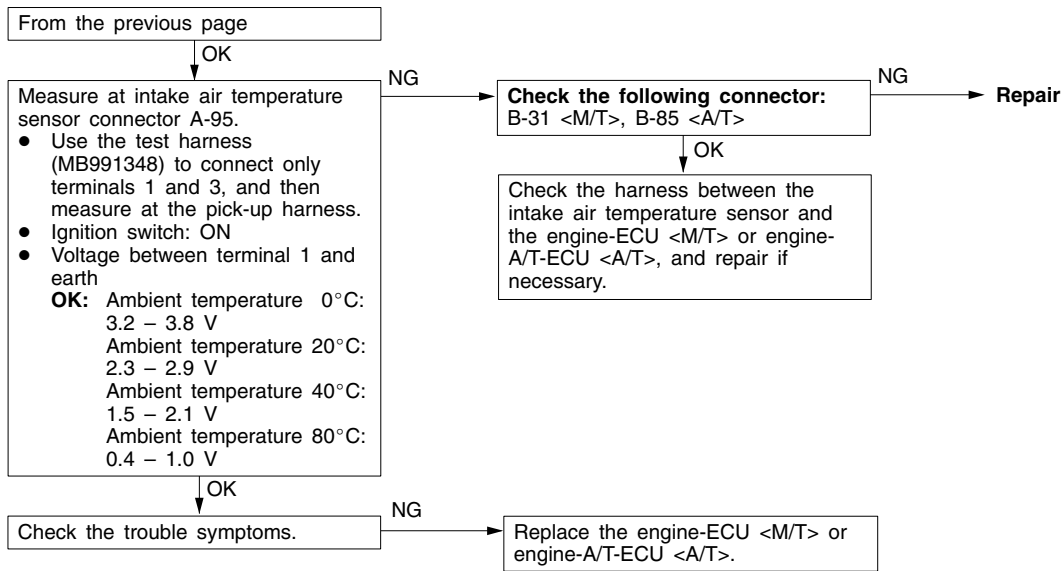 From the previous page
OK
Measure at intake air temperature
sensor connector A-95.
● Use the test harness
(MB991348) to connect only
terminals 1 and 3, and then
measure at the pick-up harness.
● Ignition switch: ON
● Voltage between terminal 1 and
earth
OK: Ambient temperature 0°C:
3.2 – 3.8 V
Ambient temperature 20°C:
2.3 – 2.9 V
Ambient temperature 40°C:
1.5 – 2.1 V
Ambient temperature 80°C:
0.4 – 1.0 V
NG
Check the following connector:
B-31 <M/T>, B-85 <A/T>
NG
Repair
OK
Check the harness between the
intake air temperature sensor and
the engine-ECU <M/T> or engine-
A/T-ECU <A/T>, and repair if
necessary.
OK
Check the trouble symptoms.
NG
Replace the engine-ECU <M/T> or
engine-A/T-ECU <A/T>.